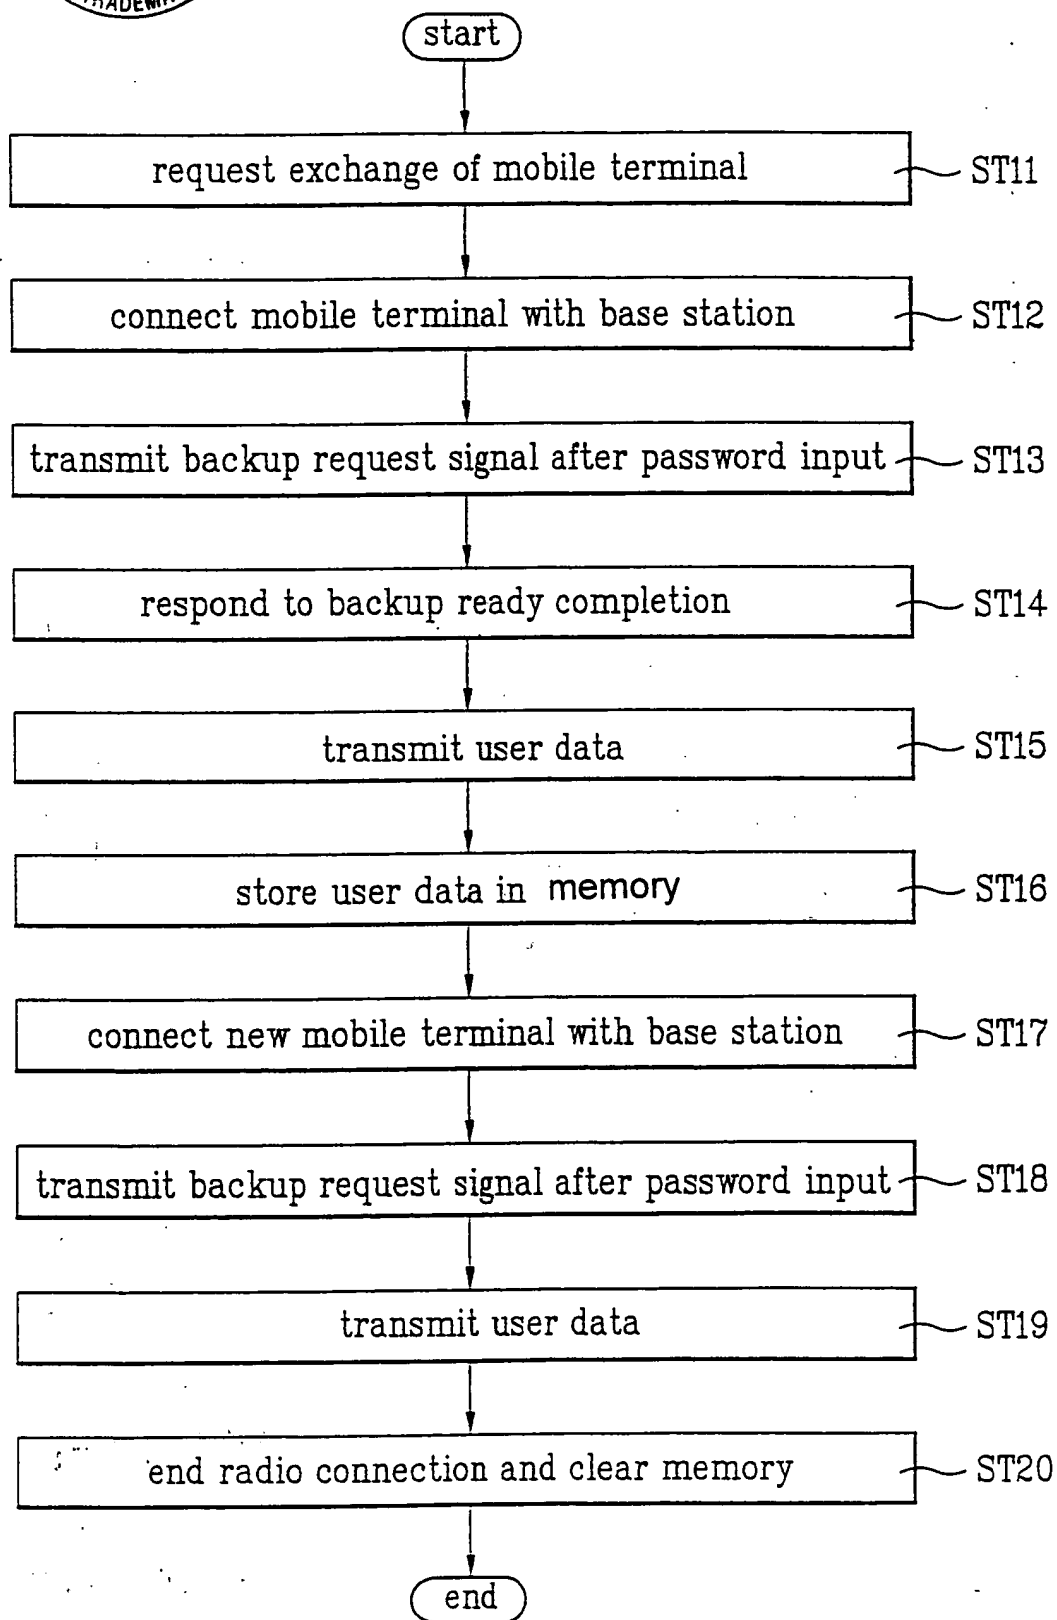 start
request exchange of mobile terminal ST11
connect mobile terminal with base station ST12
transmit backup request signal after password input ST13
respond to backup ready completion ST14
transmit user data ST15
store user data in memory ST16
connect new mobile terminal with base station ST17
transmit backup request signal after password input ST18
transmit user data ST19
end radio connection and clear memory ST20
end